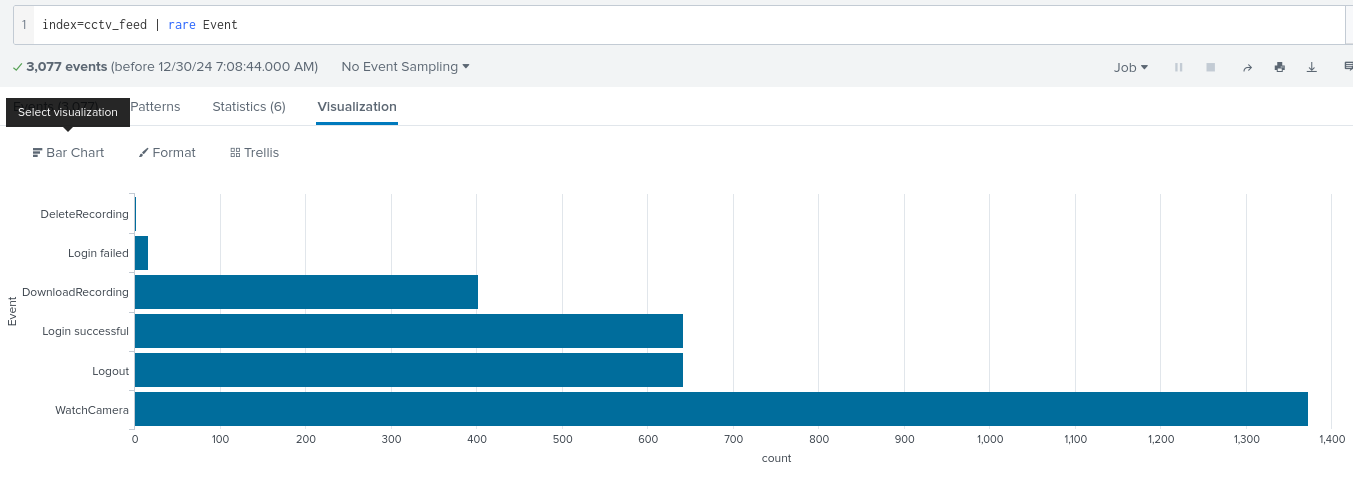 1 index=cctv_feed | rare Event
3,077 events (before 12/30/24 7:08:44.000 AM) No Event Sampling Job
Patterns Statistics (6) Visualization
Select visualization
Bar Chart Format Trellis
DeleteRecording
Login failed
DownloadRecording
Login successful
Logout
WatchCamera
Event
0 100 200 300 400 500 600 700 800 900 1,000 1,100 1,200 1,300 1,400
count